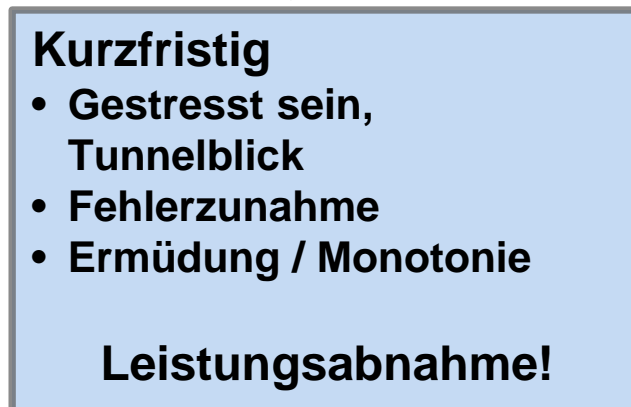 Kurzfristig
• Gestresst sein,
Tunnelblick
• Fehlerzunahme
• Ermüdung / Monotonie
Leistungsabnahme!